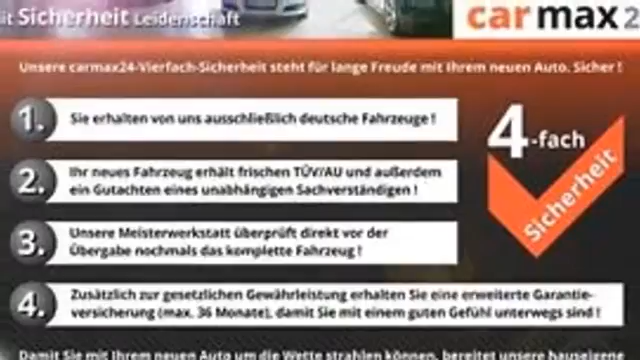 it Sicherheit Leidenschaft
carmax2
Unsere carmax24-Vierfach-Sicherheit steht für lange Freude mit Ihrem neuen Auto. Sicher!
1. Sie erhalten von uns ausschließlich deutsche Fahrzeuge!
2. Ihr neues Fahrzeug erhält frischen TÜV/AU und außerdem
ein Gutachten eines unabhängigen Sachverständigen!
3. Unsere Meisterwerkstatt überprüft direkt vor der
Übergabe nochmals das komplette Fahrzeug!
4. Zusätzlich zur gesetzlichen Gewährleistung erhalten Sie eine erweiterte Garantie-
versicherung (max. 36 Monate), damit Sie mit einem guten Gefühl unterwegs sind!
4-fach
Sicherheit
Damit Sie mit Ihrem neuen Auto um die Wette strahlen können, bereitet unsere hauseigene